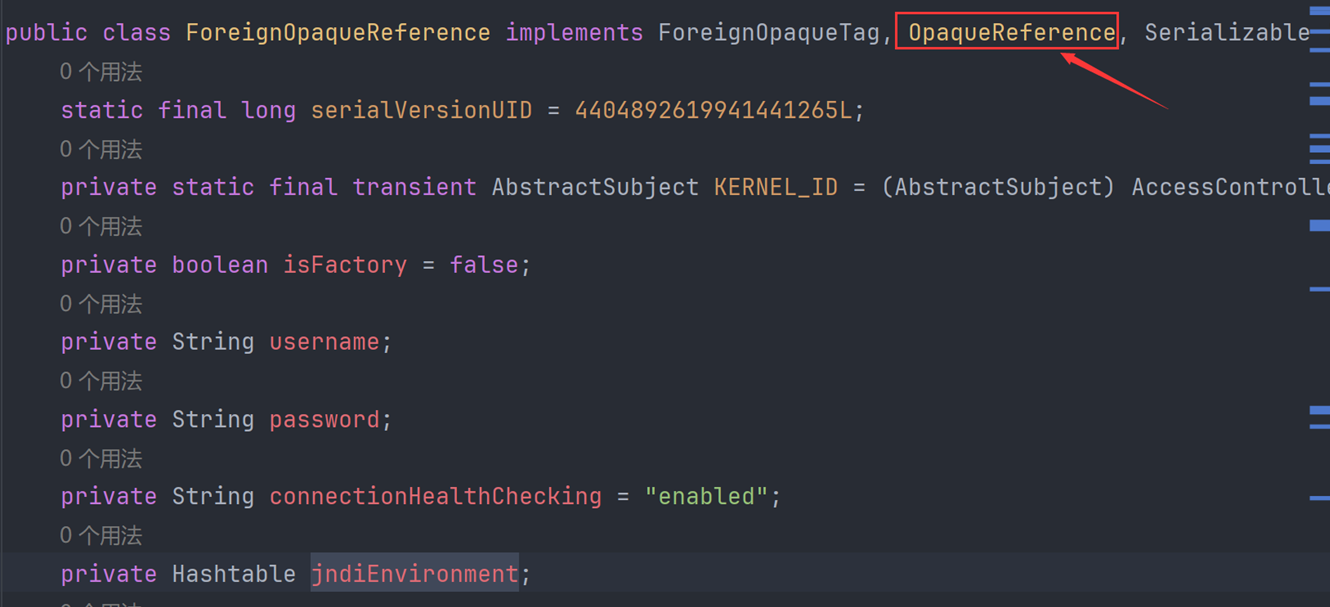 public class ForeignOpaqueReference implements ForeignOpaqueTag, OpaqueReference, Serializable
0 个用法
static final long serialVersionUID = 4404892619941441265L;
0 个用法
private static final transient AbstractSubject KERNEL_ID = (AbstractSubject) AccessControlle
0 个用法
private boolean isFactory = false;
0 个用法
private String username;
0 个用法
private String password;
0 个用法
private String connectionHealthChecking = "enabled";
0 个用法
private Hashtable jndiEnvironment;